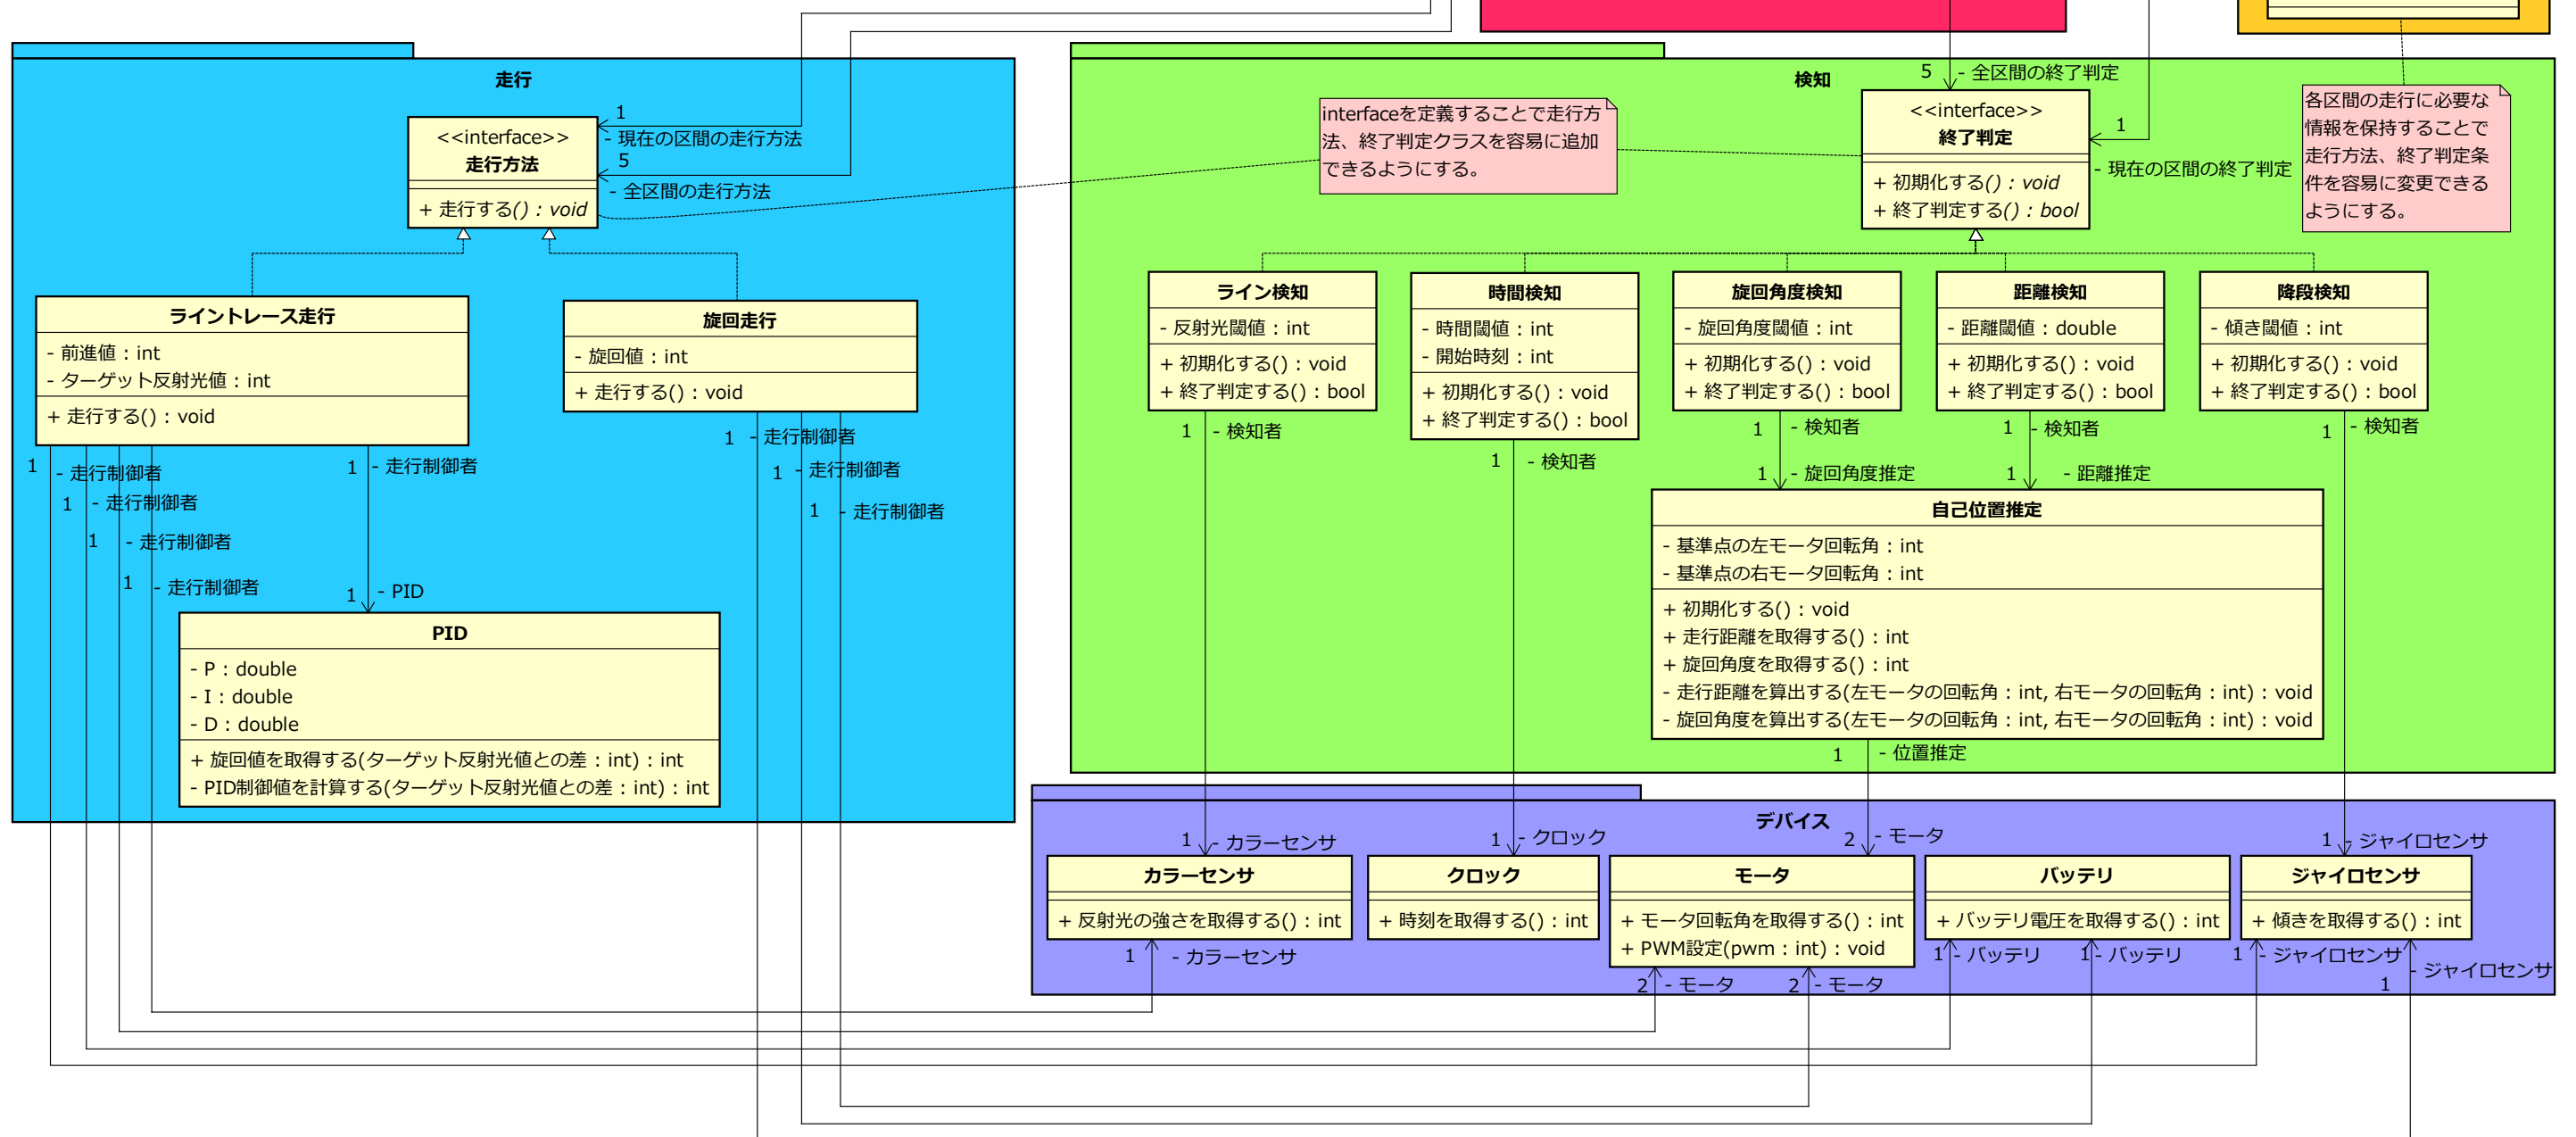 走行
1
- 現在の区間の走行方法
5
- 全区間の走行方法
<<interface>>
走行方法
+ 走行する() : void
ライントレース走行
- 前進値 : int
- ターゲット反射光値 : int
+ 走行する() : void
旋回走行
- 旋回値 : int
+ 走行する() : void
1
- 走行制御者
1
- 走行制御者
1
- 走行制御者
1
- 走行制御者
1
- 走行制御者
1
- PID
1
- 走行制御者
1
- 走行制御者
1
- 走行制御者
PID
- P : double
- I : double
- D : double
+ 旋回値を取得する(ターゲット反射光値との差 : int) : int
- PID制御値を計算する(ターゲット反射光値との差 : int) : int
検知
interfaceを定義することで走行方
法、終了判定クラスを容易に追加
できるようにする。
5
- 全区間の終了判定
<<interface>>
終了判定
+ 初期化する() : void
+ 終了判定する() : bool
1
- 現在の区間の終了判定
各区間の走行に必要な
情報を保持することで
走行方法、終了判定条
件を容易に変更できる
ようにする。
ライン検知
- 反射光閾値 : int
+ 初期化する() : void
+ 終了判定する() : bool
時間検知
- 時間閾値 : int
- 開始時刻 : int
+ 初期化する() : void
+ 終了判定する() : bool
旋回角度検知
- 旋回角度閾値 : int
+ 初期化する() : void
+ 終了判定する() : bool
距離検知
- 距離閾値 : double
+ 初期化する() : void
+ 終了判定する() : bool
降段検知
- 傾き閾値 : int
+ 初期化する() : void
+ 終了判定する() : bool
1
- 検知者
1
- 検知者
1
- 検知者
1
- 検知者
1
- 検知者
1
- 旋回角度推定
1
- 距離推定
自己位置推定
- 基準点の左モータ回転角 : int
- 基準点の右モータ回転角 : int
+ 初期化する() : void
+ 走行距離を取得する() : int
+ 旋回角度を取得する() : int
- 走行距離を算出する(左モータの回転角 : int, 右モータの回転角 : int) : void
- 旋回角度を算出する(左モータの回転角 : int, 右モータの回転角 : int) : void
1
- 位置推定
デバイス
1
- カラーセンサ
1
- クロック
2
- モータ
1
- ジャイロセンサ
カラーセンサ
+ 反射光の強さを取得する() : int
クロック
+ 時刻を取得する() : int
モータ
+ モータ回転角を取得する() : int
+ PWM設定(pwm : int) : void
バッテリ
+ バッテリ電圧を取得する() : int
ジャイロセンサ
+ 傾きを取得する() : int
1
- カラーセンサ
2
- モータ
2
- モータ
1
- バッテリ
1
- バッテリ
1
- ジャイロセンサ
1
- ジャイロセンサ